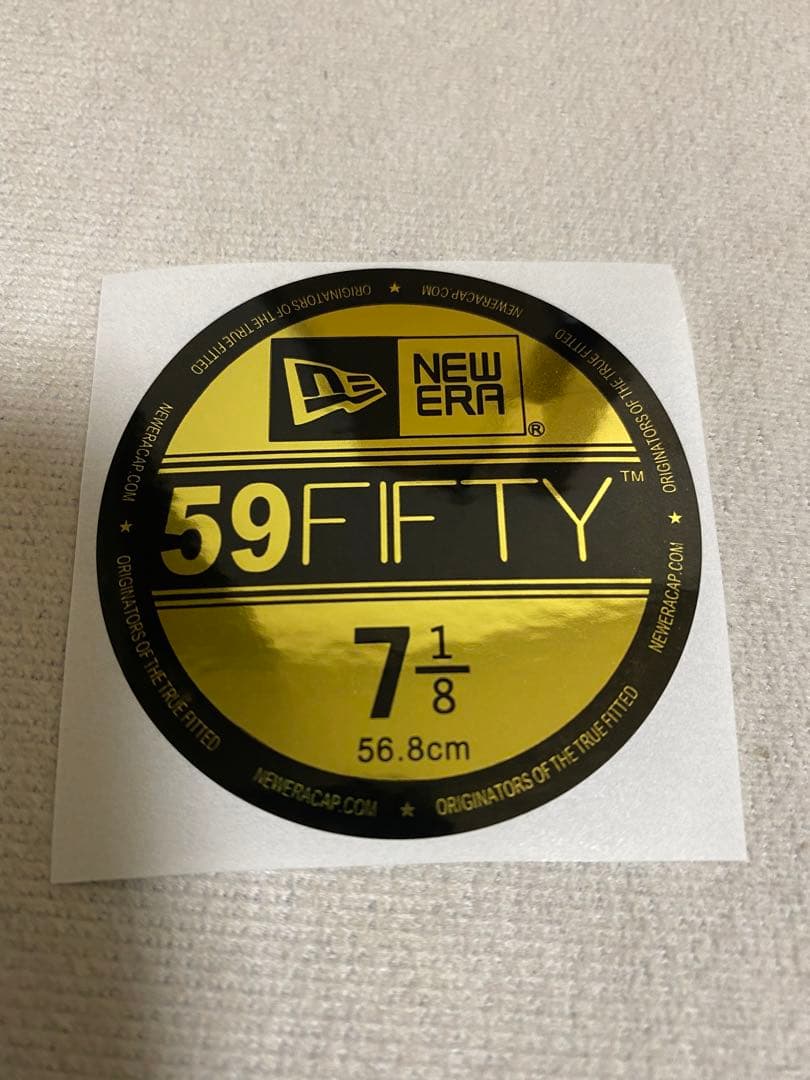 NEW
ERA
®
59FIFTY™
7 1/8
56.8cm
ORIGINATORS OF THE TRUE FITTED ★ NEWERACAP.COM
ORIGINATORS OF THE TRUE FITTED ★ NEWERACAP.COM
ORIGINATORS OF THE TRUE FITTED ★ NEWERACAP.COM
ORIGINATORS OF THE TRUE FITTED ★ NEWERACAP.COM